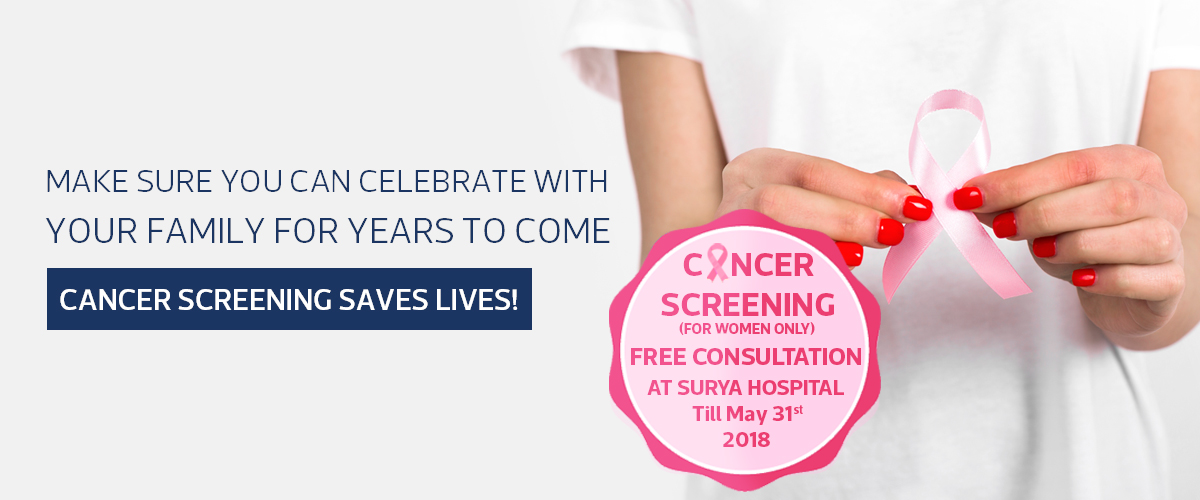 MAKE SURE YOU CAN CELEBRATE WITH
YOUR FAMILY FOR YEARS TO COME
CANCER SCREENING SAVES LIVES!
CANCER
SCREENING
(FOR WOMEN ONLY)
FREE CONSULTATION
AT SURYA HOSPITAL
Till May 31st
2018